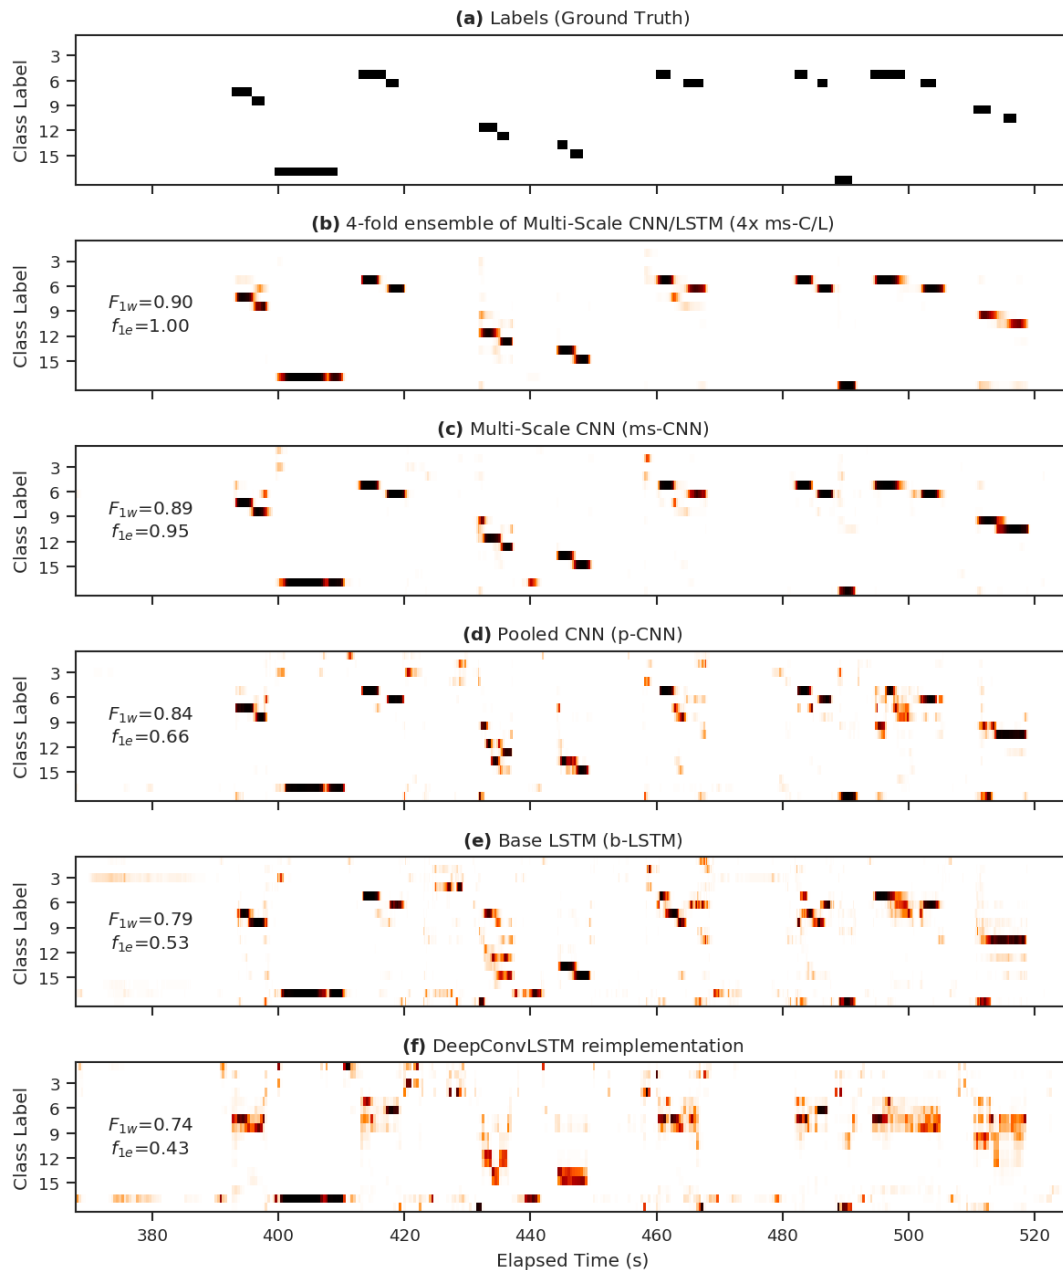 (a) Labels (Ground Truth)
Class Label
3
6
9
12
15
(b) 4-fold ensemble of Multi-Scale CNN/LSTM (4x ms-C/L)
Class Label
3
6
9
12
15
F1w=0.90
f1e=1.00
(c) Multi-Scale CNN (ms-CNN)
Class Label
3
6
9
12
15
F1w=0.89
f1e=0.95
(d) Pooled CNN (p-CNN)
Class Label
3
6
9
12
15
F1w=0.84
f1e=0.66
(e) Base LSTM (b-LSTM)
Class Label
3
6
9
12
15
F1w=0.79
f1e=0.53
(f) DeepConvLSTM reimplementation
Class Label
3
6
9
12
15
F1w=0.74
f1e=0.43
380 400 420 440 460 480 500 520
Elapsed Time (s)